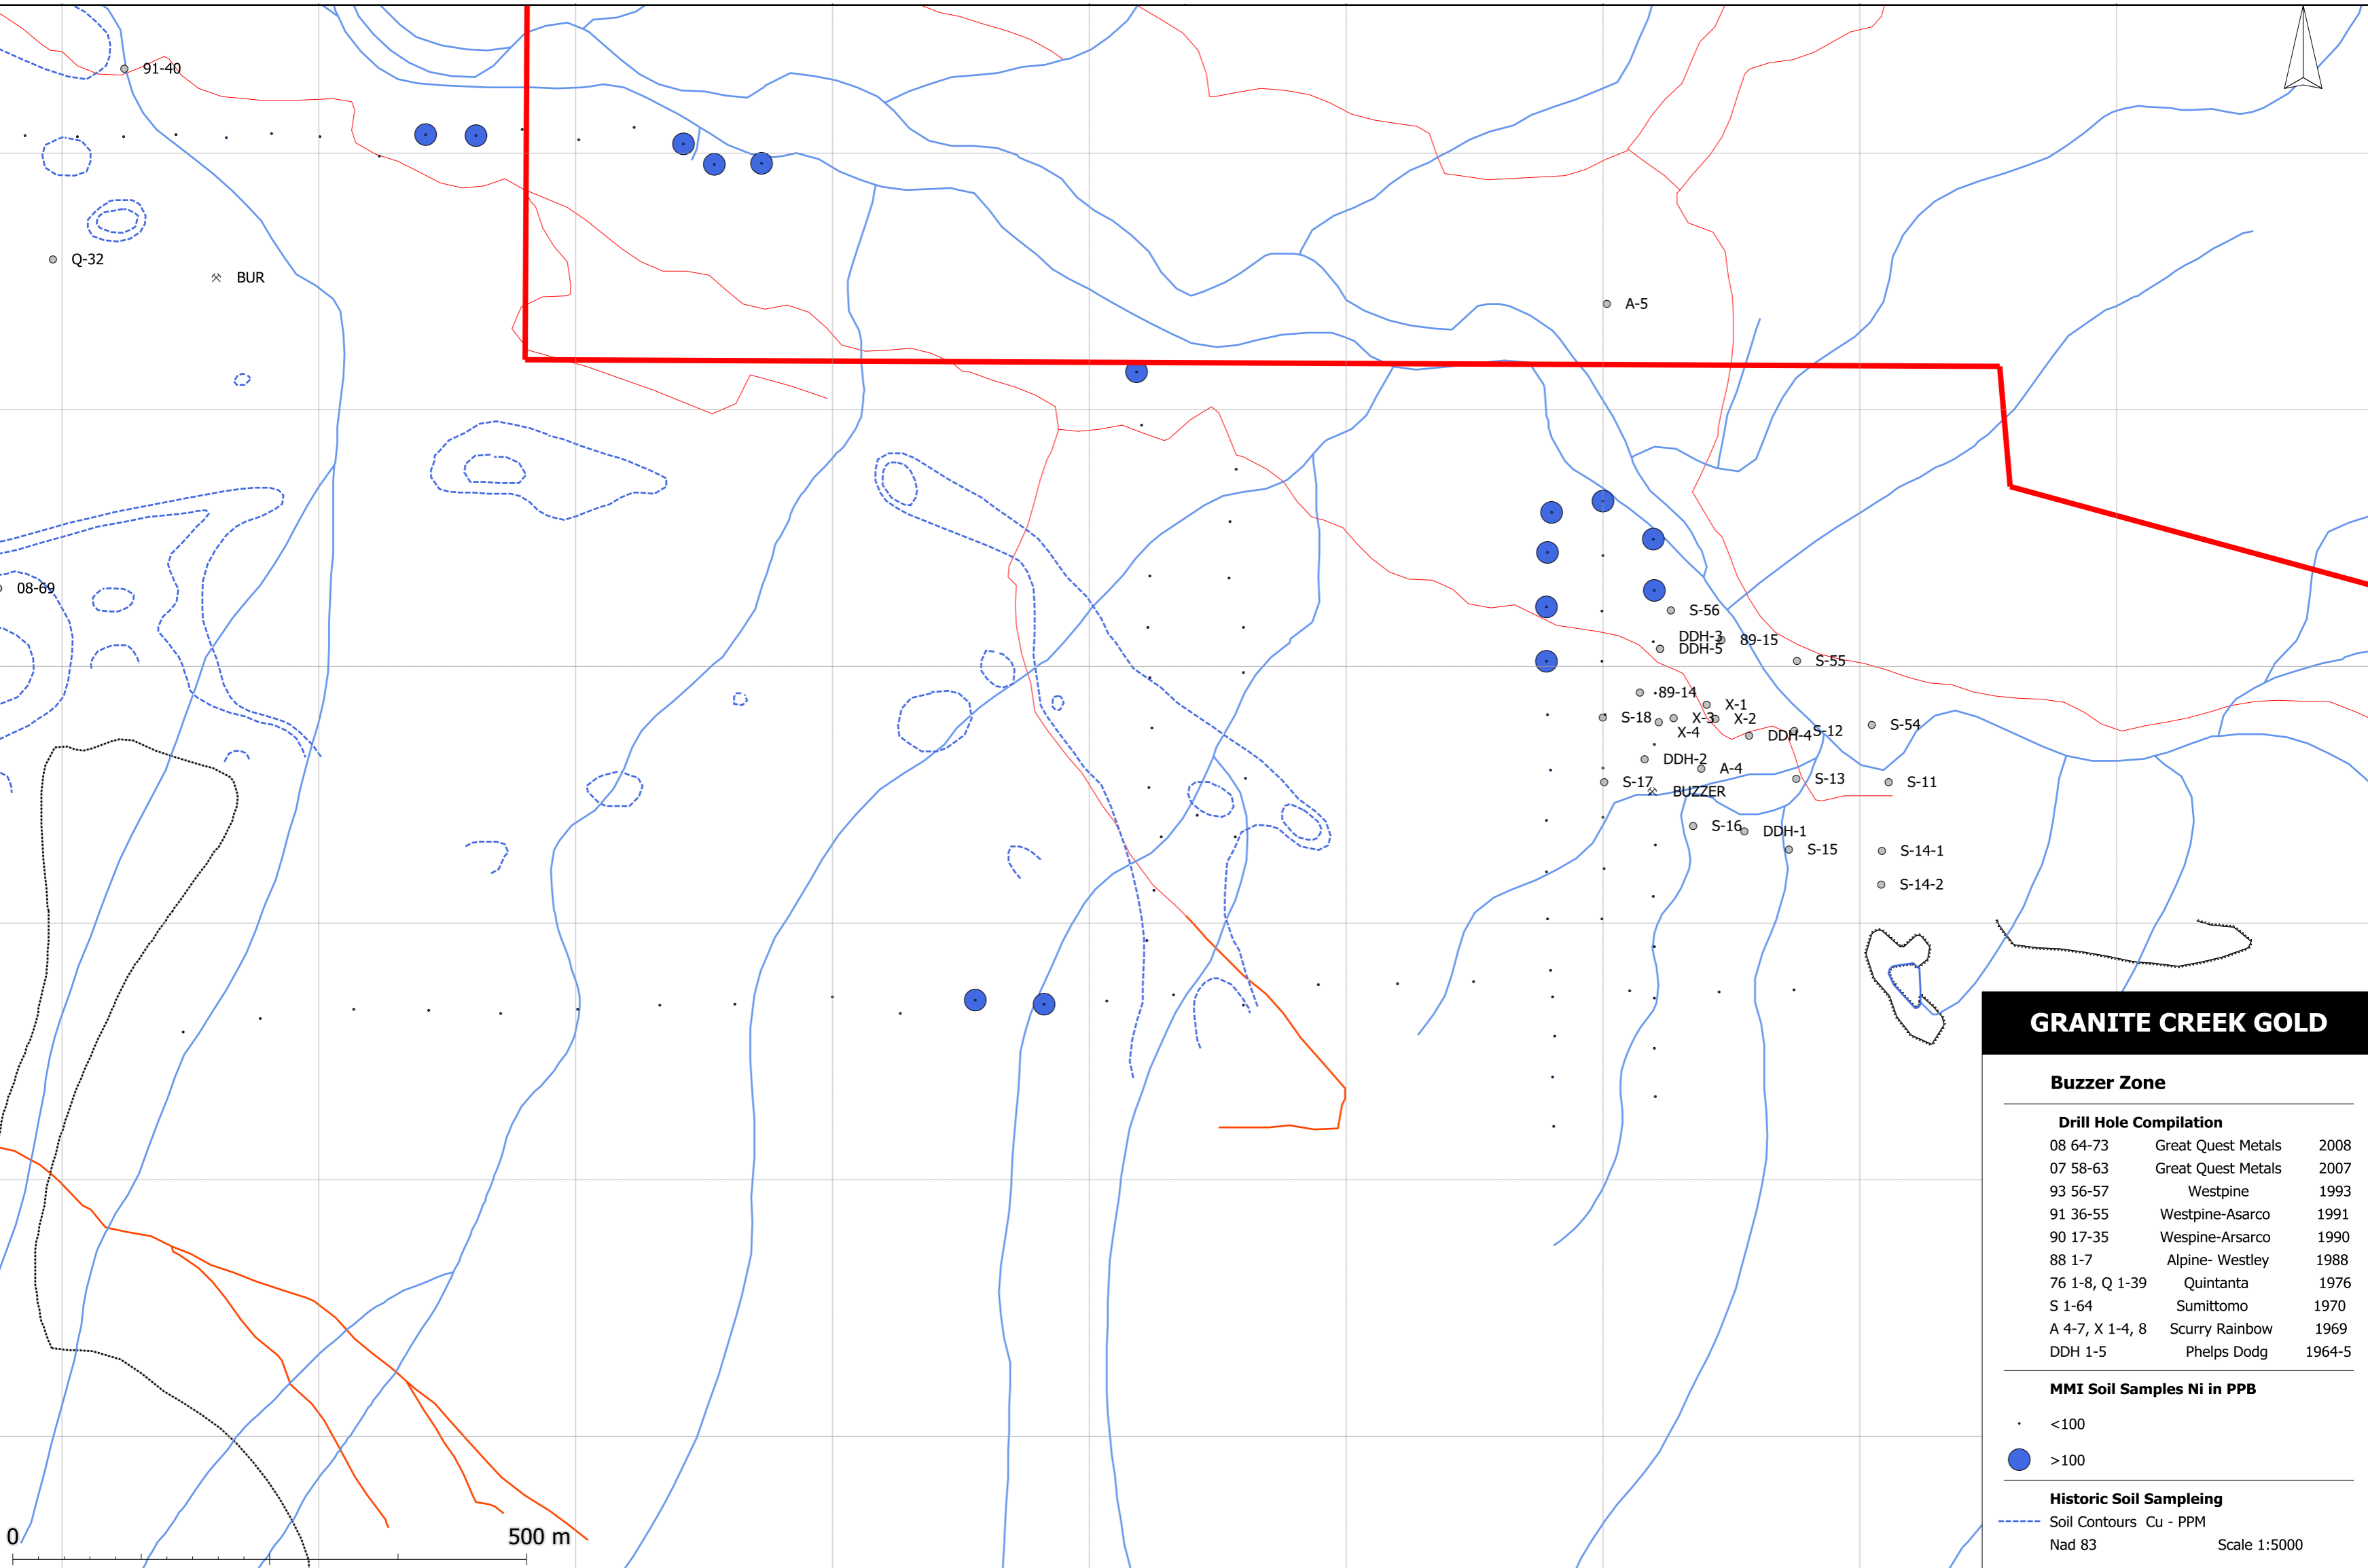 91-40
Q-32
BUR
A-5
08-69
S-56
DDH-3
89-15
DDH-5
S-55
89-14
X-1
S-18
X-3
X-2
S-54
X-4
DDH-4
S-12
DDH-2
A-4
S-13
S-17
S-11
BUZZER
S-16
DDH-1
S-15
S-14-1
S-14-2
GRANITE CREEK GOLD
Buzzer Zone
Drill Hole Compilation
08 64-73 Great Quest Metals 2008
07 58-63 Great Quest Metals 2007
93 56-57 Westpine 1993
91 36-55 Westpine-Asarco 1991
90 17-35 Wespine-Arsarco 1990
88 1-7 Alpine- Westley 1988
76 1-8, Q 1-39 Quintanta 1976
S 1-64 Sumittomo 1970
A 4-7, X 1-4, 8 Scurry Rainbow 1969
DDH 1-5 Phelps Dodg 1964-5
MMI Soil Samples Ni in PPB
<100
>100
Historic Soil Sampleing
Soil Contours Cu - PPM
Nad 83 Scale 1:5000
0 500 m